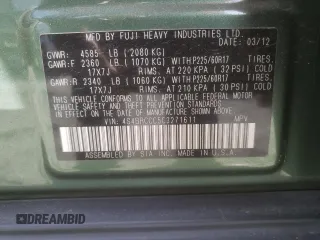 MFD BY FUJI HEAVY INDUSTRIES LTD.
DATE 03/12
GVWR: 4585 LB (2080 KG)
GAWR: F 2360 LB (1070 KG) WITH P225/60R17 TIRES,
17X7J RIMS, AT 220 KPA ( 32 PSI) COLD
GAWR: R 2340 LB (1060 KG) WITH P225/60R17 TIRES,
17X7J RIMS, AT 210 KPA ( 30 PSI) COLD
THIS VEHICLE CONFORMS TO ALL APPLICABLE
FEDERAL MOTOR VEHICLE SAFETY AND BUMPER
STANDARDS IN EFFECT ON THE DATE OF
MANUFACTURE SHOWN ABOVE.
MPV
ASSEMBLED BY SIA INC. MADE IN U.S.A.
DREAMBID